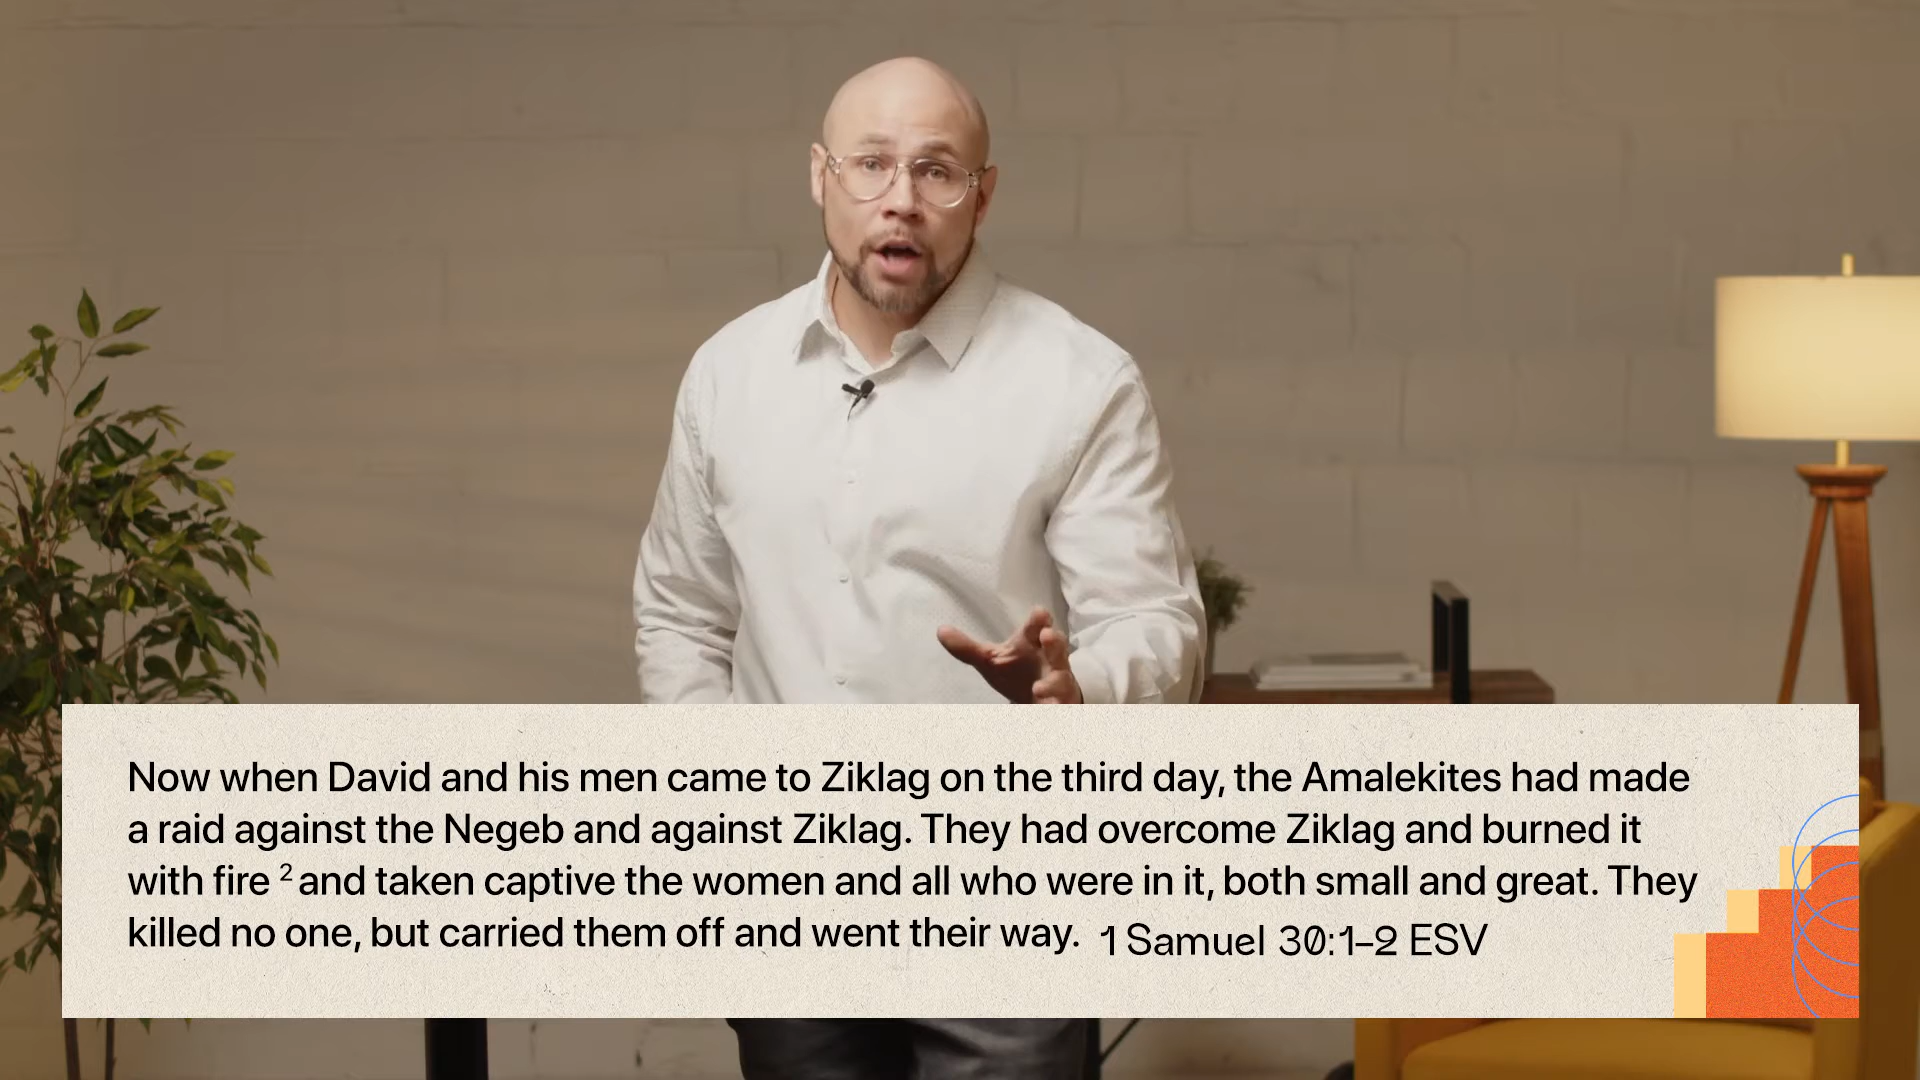 Now when David and his men came to Ziklag on the third day, the Amalekites had made
a raid against the Negeb and against Ziklag. They had overcome Ziklag and burned it
with fire ² and taken captive the women and all who were in it, both small and great. They
killed no one, but carried them off and went their way. 1 Samuel 30:1–2 ESV